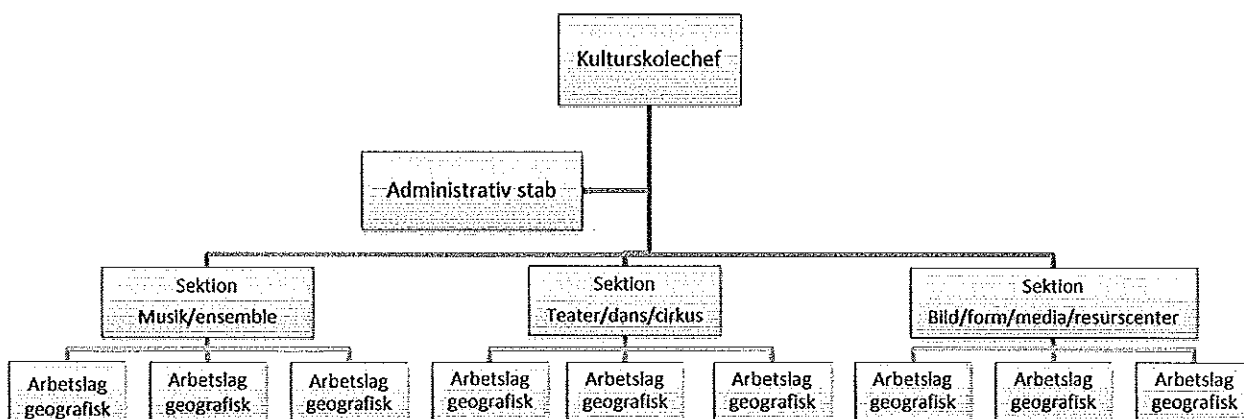 Kulturskolechef
Administrativ stab
Sektion
Musik/ensemble
Sektion
Teater/dans/cirkus
Sektion
Bild/form/media/resurscenter
Arbetslag
geografisk
Arbetslag
geografisk
Arbetslag
geografisk
Arbetslag
geografisk
Arbetslag
geografisk
Arbetslag
geografisk
Arbetslag
geografisk
Arbetslag
geografisk
Arbetslag
geografisk